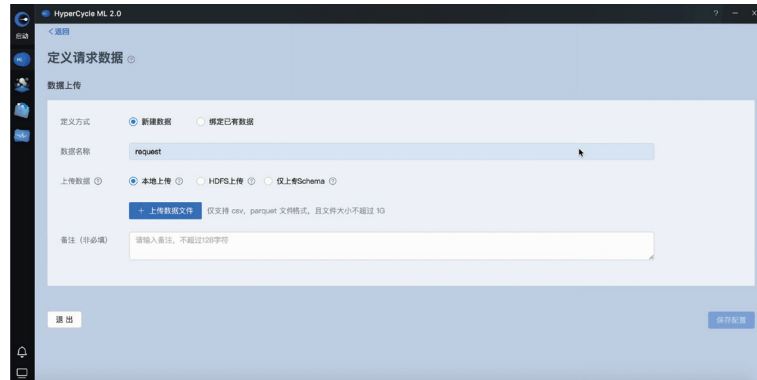 HyperCycle ML 2.0
启动
<返回
定义请求数据
数据上传
定义方式 新建数据 绑定已有数据
数据名称 request
上传数据 本地上传 HDFS上传 仅上传Schema
+ 上传数据文件 仅支持 csv, parquet 文件格式, 且文件大小不超过 1G
备注(非必填) 请输入备注, 不超过128字符
退出 保存配置